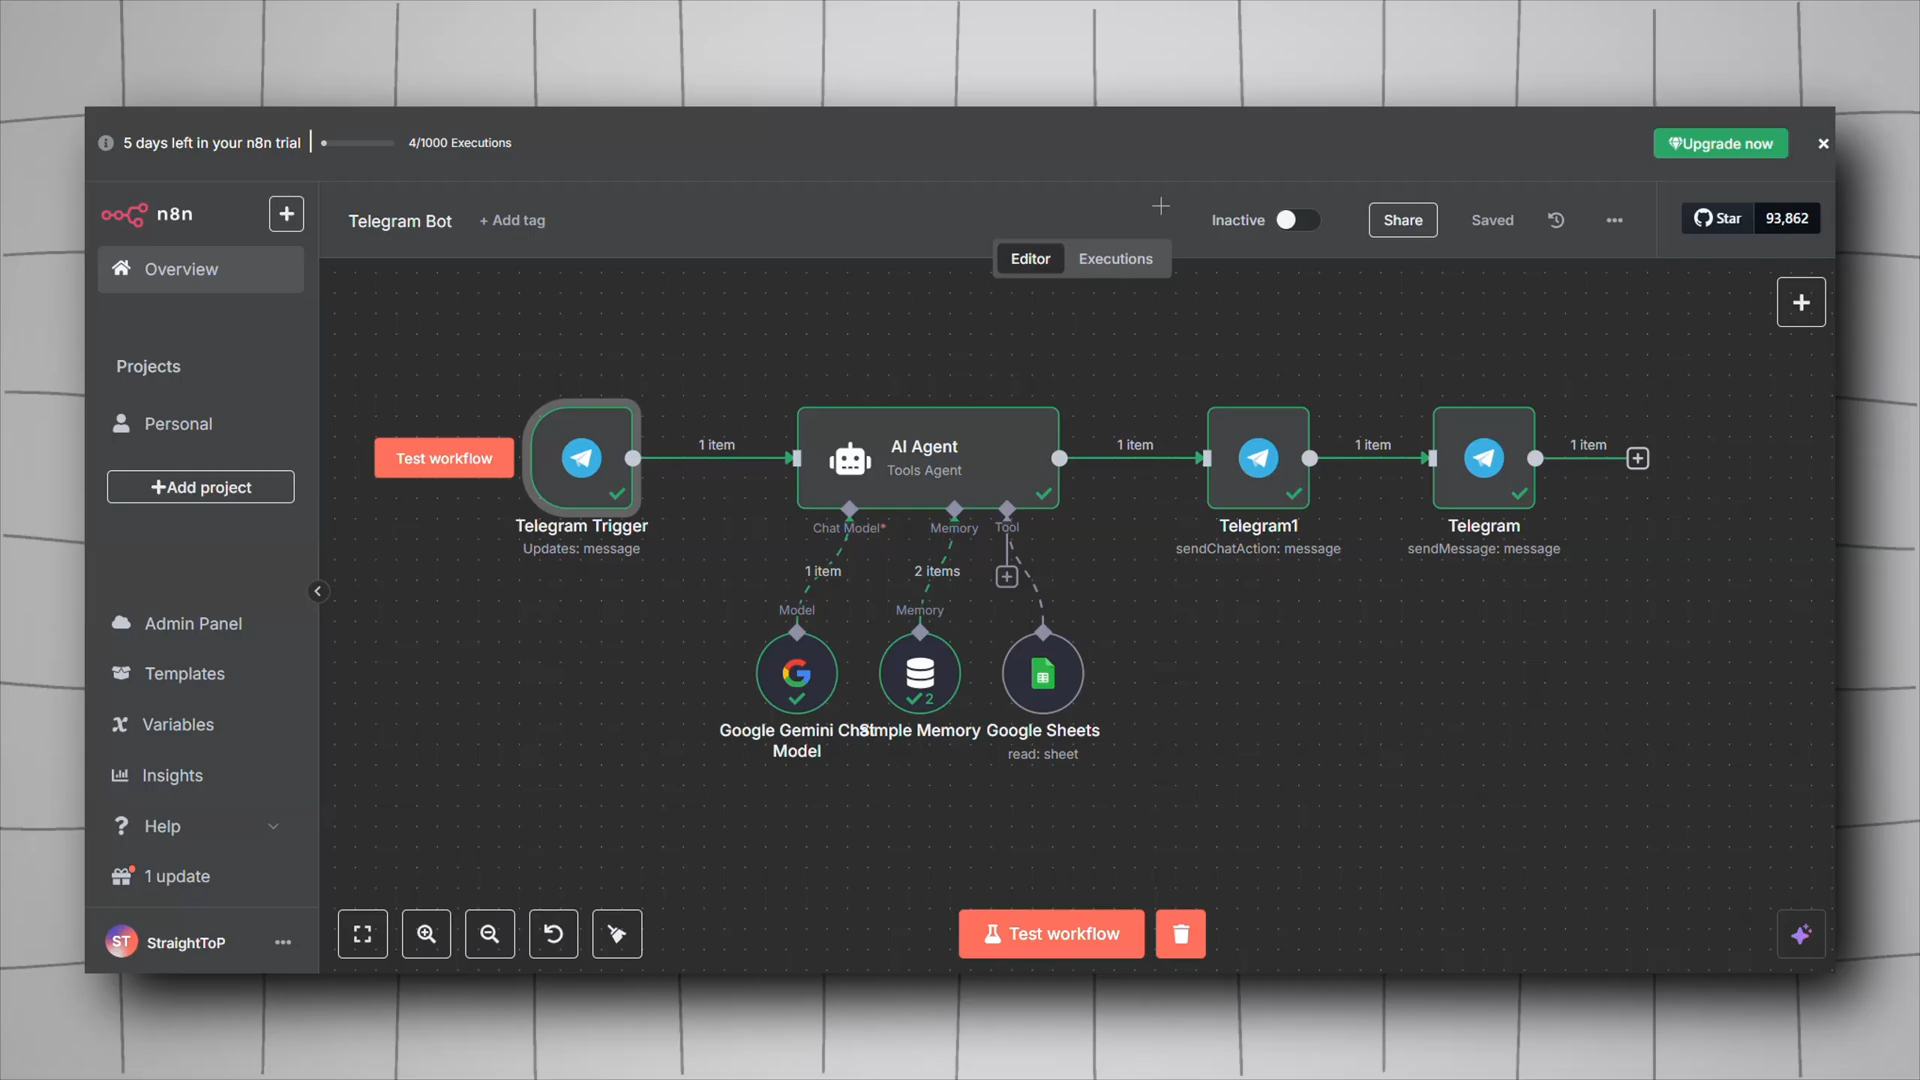 5 days left in your n8n trial
4/1000 Executions
Upgrade now
n8n
Telegram Bot
+ Add tag
Inactive
Share
Saved
Star
93,862
Editor
Executions
Overview
Projects
Personal
Add project
Admin Panel
Templates
Variables
Insights
Help
1 update
ST
StraightToP
Test workflow
1 item
AI Agent
Tools Agent
1 item
1 item
1 item
Telegram Trigger
Updates: message
Chat Model*
Memory
Tool
Telegram1
sendChatAction: message
Telegram
sendMessage: message
1 item
2 items
Model
Memory
2
Google Gemini Chat
Model
Simple Memory
Google Sheets
read: sheet
Test workflow